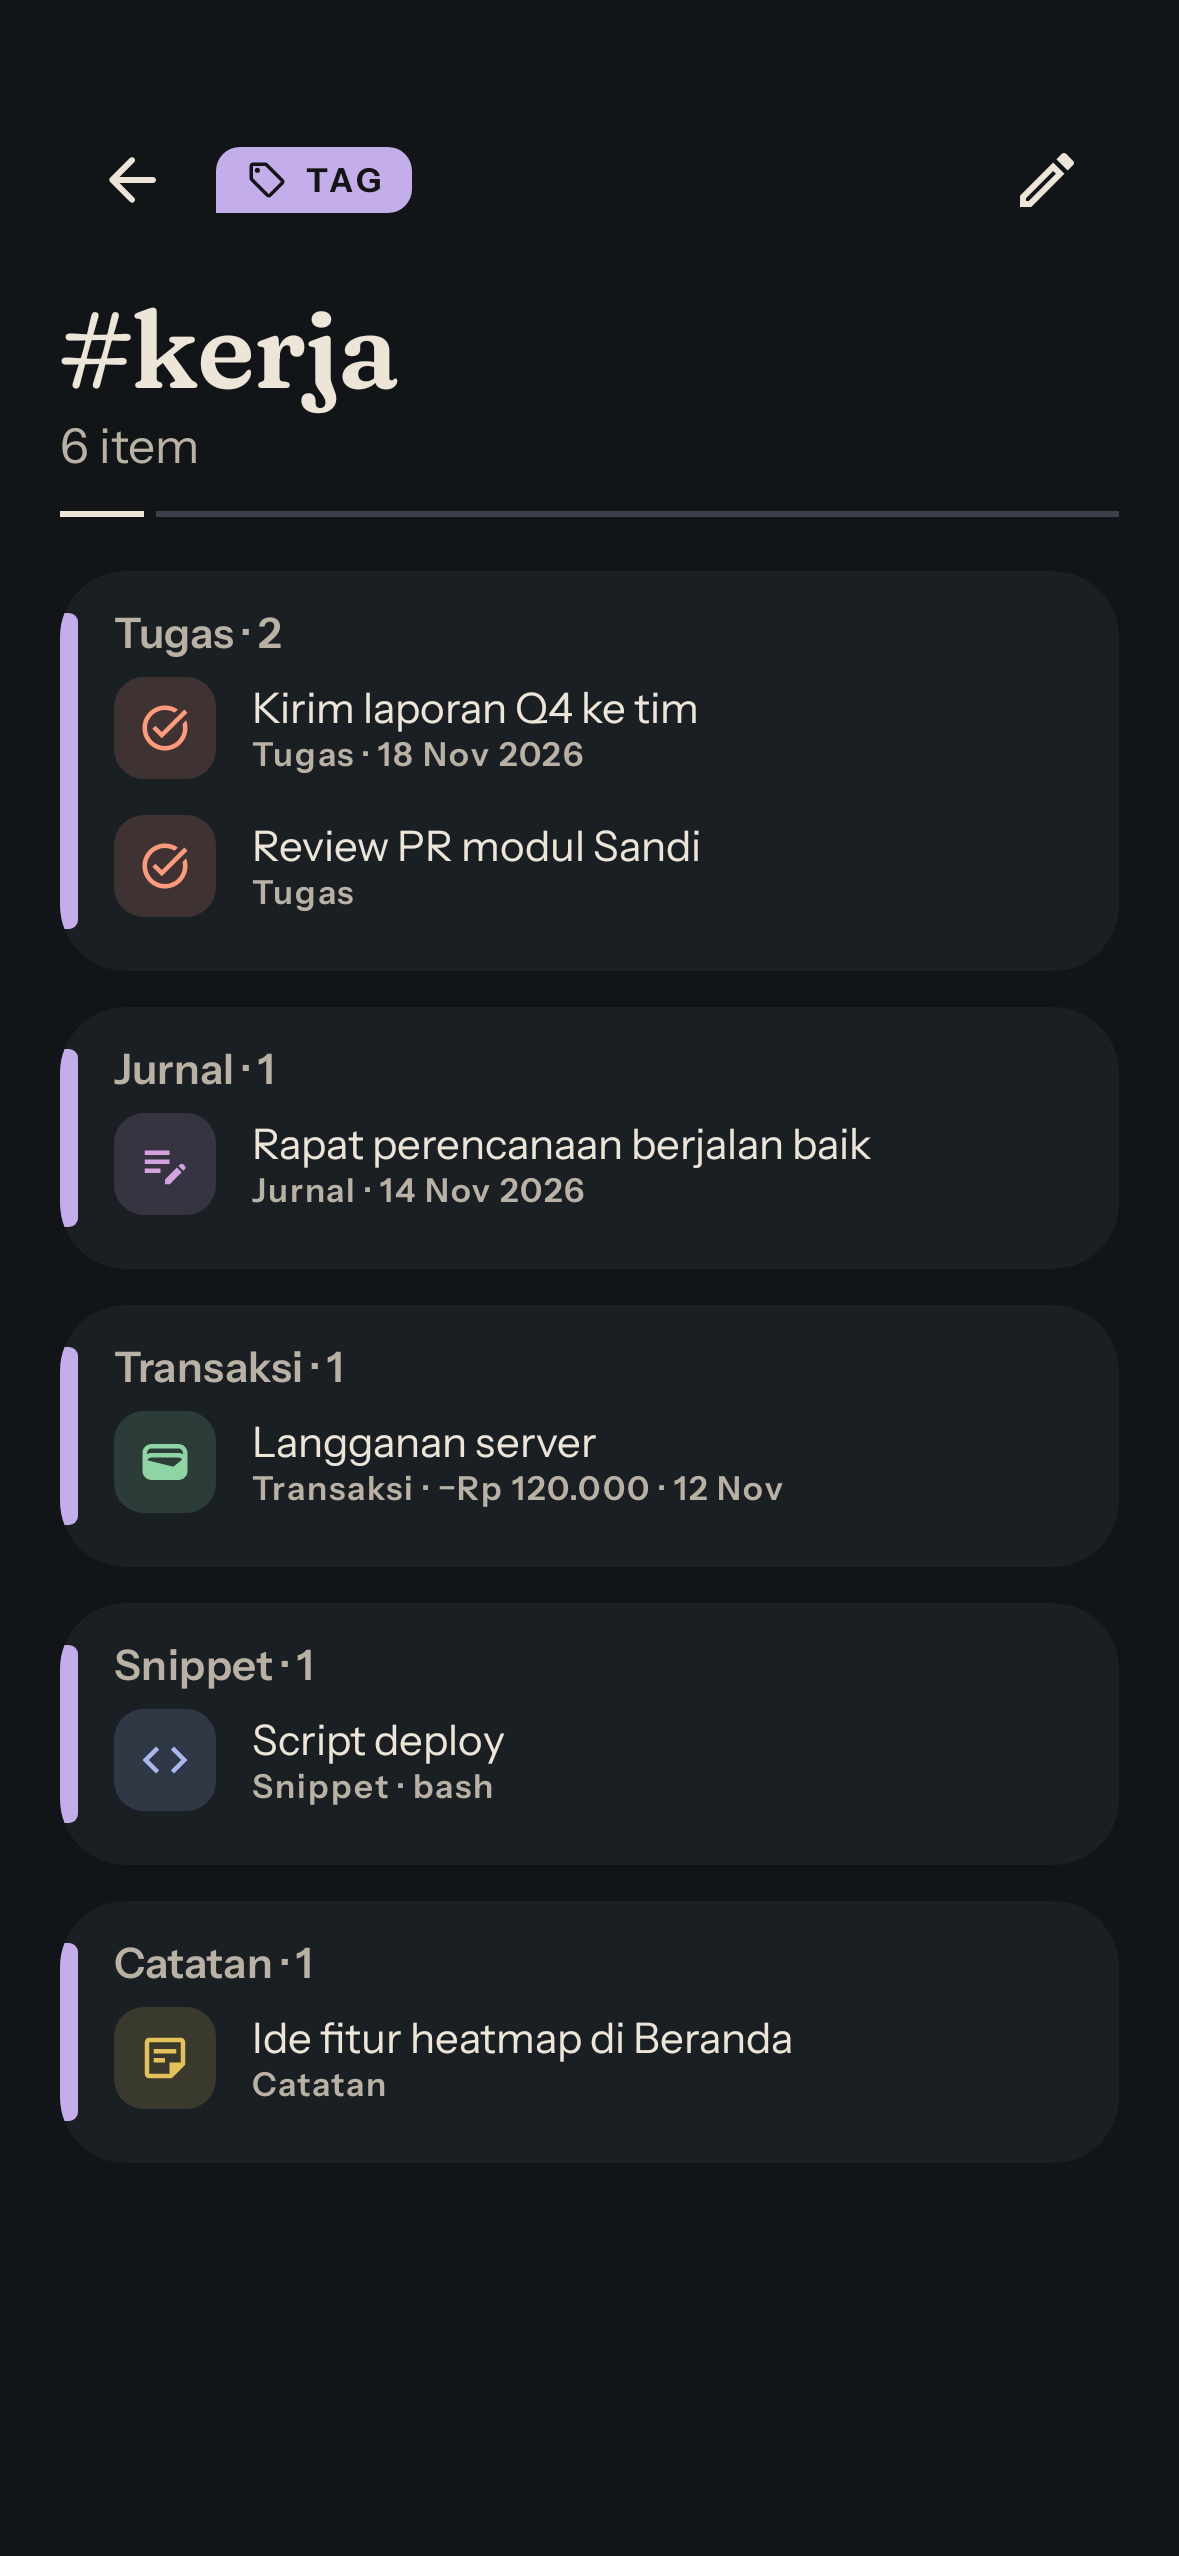 TAG
#kerja
6 item
Tugas · 2
Kirim laporan Q4 ke tim
Tugas · 18 Nov 2026
Review PR modul Sandi
Tugas
Jurnal · 1
Rapat perencanaan berjalan baik
Jurnal · 14 Nov 2026
Transaksi · 1
Langganan server
Transaksi · −Rp 120.000 · 12 Nov
Snippet · 1
Script deploy
Snippet · bash
Catatan · 1
Ide fitur heatmap di Beranda
Catatan